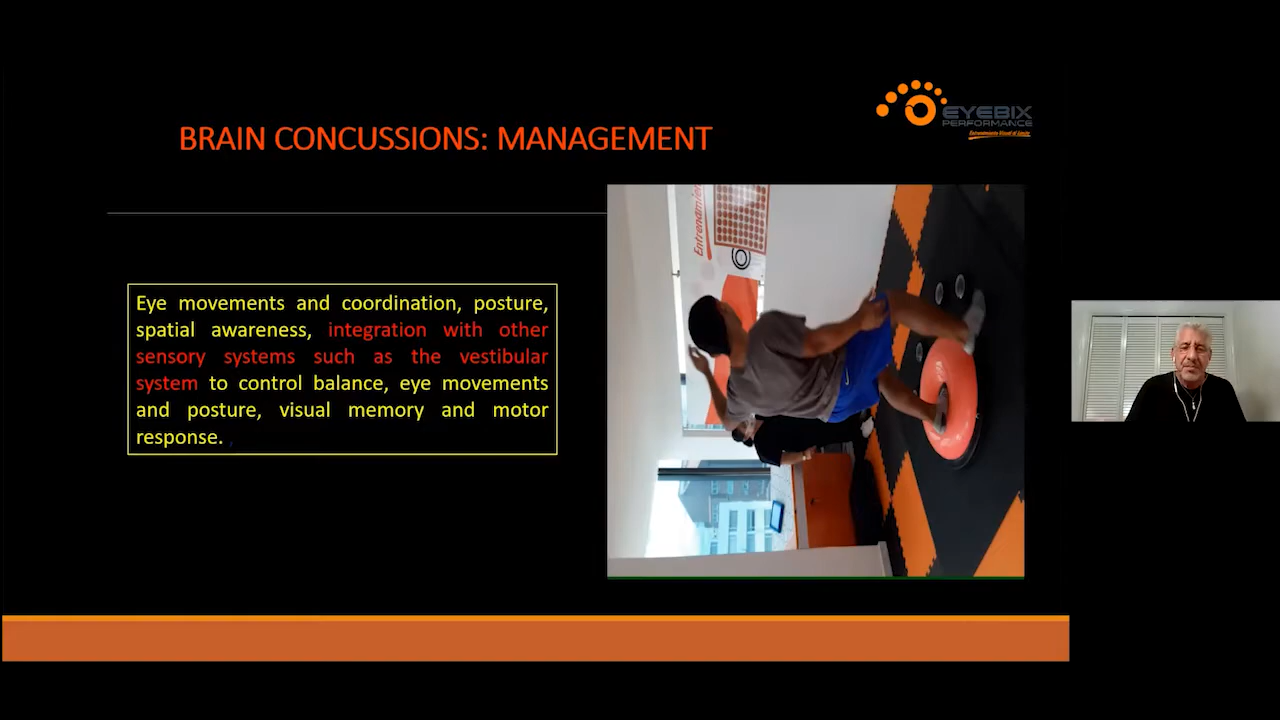 EYEBIX
PERFORMANCE
BRAIN CONCUSSIONS: MANAGEMENT
Eye movements and coordination, posture,
spatial awareness, integration with other
sensory systems such as the vestibular
system to control balance, eye movements
and posture, visual memory and motor
response. ,